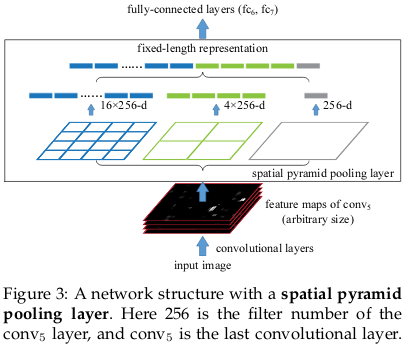 fully-connected layers (fc6, fc7)
fixed-length representation
16×256-d
4×256-d
256-d
spatial pyramid pooling layer
feature maps of conv5
(arbitrary size)
convolutional layers
input image
Figure 3: A network structure with a spatial pyramid
pooling layer. Here 256 is the filter number of the
conv5 layer, and conv5 is the last convolutional layer.